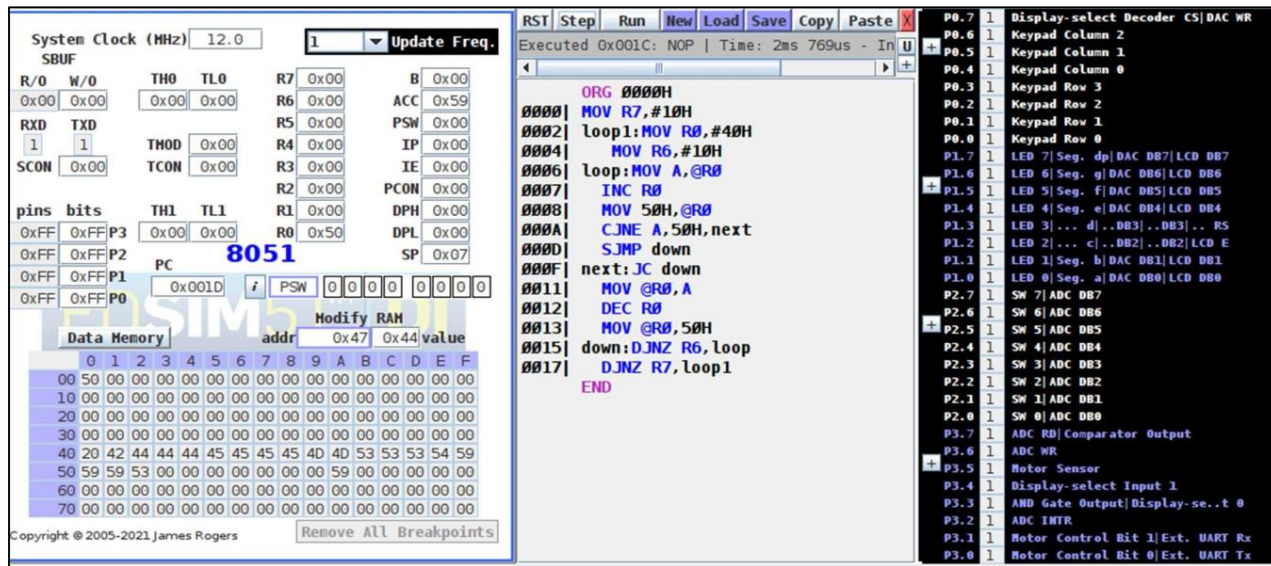 System Clock (MHz) 12.0 1 Update Freq.
SBUF
R/O W/O TH0 TL0 R7 0x00 B 0x00
0x00 0x00 0x00 0x00 R6 0x00 ACC 0x59
RXD TXD R5 0x00 PSW 0x00
1 1 TMOD 0x00 R4 0x00 IP 0x00
SCON 0x00 TCON 0x00 R3 0x00 IE 0x00
R2 0x00 PCON 0x00
pins bits TH1 TL1 R1 0x00 DPH 0x00
0xFF 0xFF P3 0x00 0x00 R0 0x50 DPL 0x00
0xFF 0xFF P2 8051 SP 0x07
0xFF 0xFF P1 PC
0xFF 0xFF P0 0x001D i PSW 0 0 0 0 0 0 0 0
Modify RAM
Data Memory addr 0x47 0x44 value
0 1 2 3 4 5 6 7 8 9 A B C D E F
00 50 00 00 00 00 00 00 00 00 00 00 00 00 00 00 00
10 00 00 00 00 00 00 00 00 00 00 00 00 00 00 00 00
20 00 00 00 00 00 00 00 00 00 00 00 00 00 00 00 00
30 00 00 00 00 00 00 00 00 00 00 00 00 00 00 00 00
40 20 42 44 44 44 45 45 45 45 4D 4D 53 53 53 54 59
50 59 59 53 00 00 00 00 00 00 59 00 00 00 00 00 00
60 00 00 00 00 00 00 00 00 00 00 00 00 00 00 00 00
70 00 00 00 00 00 00 00 00 00 00 00 00 00 00 00 00
Copyright © 2005-2021 James Rogers Remove All Breakpoints
RST Step Run New Load Save Copy Paste X
Executed 0x001C: NOP | Time: 2ms 769us - In U
ORG 0000H
0000| MOV R7,#10H
0002| loop1:MOV R0,#40H
0004| MOV R6,#10H
0006| loop:MOV A,@R0
0007| INC R0
0008| MOV 50H,@R0
000A| CJNE A,50H,next
000D| SJMP down
000F| next:JC down
0011| MOV @R0,A
0012| DEC R0
0013| MOV @R0,50H
0015| down:DJNZ R6,loop
0017| DJNZ R7,loop1
END
P0.7 1 Display-select Decoder CS|DAC WR
P0.6 1 Keypad Column 2
P0.5 1 Keypad Column 1
P0.4 1 Keypad Column 0
P0.3 1 Keypad Row 3
P0.2 1 Keypad Row 2
P0.1 1 Keypad Row 1
P0.0 1 Keypad Row 0
P1.7 1 LED 7|Seg. dp|DAC DB7|LCD DB7
P1.6 1 LED 6|Seg. g|DAC DB6|LCD DB6
P1.5 1 LED 5|Seg. f|DAC DB5|LCD DB5
P1.4 1 LED 4|Seg. e|DAC DB4|LCD DB4
P1.3 1 LED 3|... d|..DB3|..DB3|.. RS
P1.2 1 LED 2|... c|..DB2|..DB2|LCD E
P1.1 1 LED 1|Seg. b|DAC DB1|LCD DB1
P1.0 1 LED 0|Seg. a|DAC DB0|LCD DB0
P2.7 1 SW 7|ADC DB7
P2.6 1 SW 6|ADC DB6
P2.5 1 SW 5|ADC DB5
P2.4 1 SW 4|ADC DB4
P2.3 1 SW 3|ADC DB3
P2.2 1 SW 2|ADC DB2
P2.1 1 SW 1|ADC DB1
P2.0 1 SW 0|ADC DB0
P3.7 1 ADC RD|Comparator Output
P3.6 1 ADC WR
P3.5 1 Motor Sensor
P3.4 1 Display-select Input 1
P3.3 1 AND Gate Output|Display-se..t 0
P3.2 1 ADC INTR
P3.1 1 Motor Control Bit 1|Ext. UART Rx
P3.0 1 Motor Control Bit 0|Ext. UART Tx